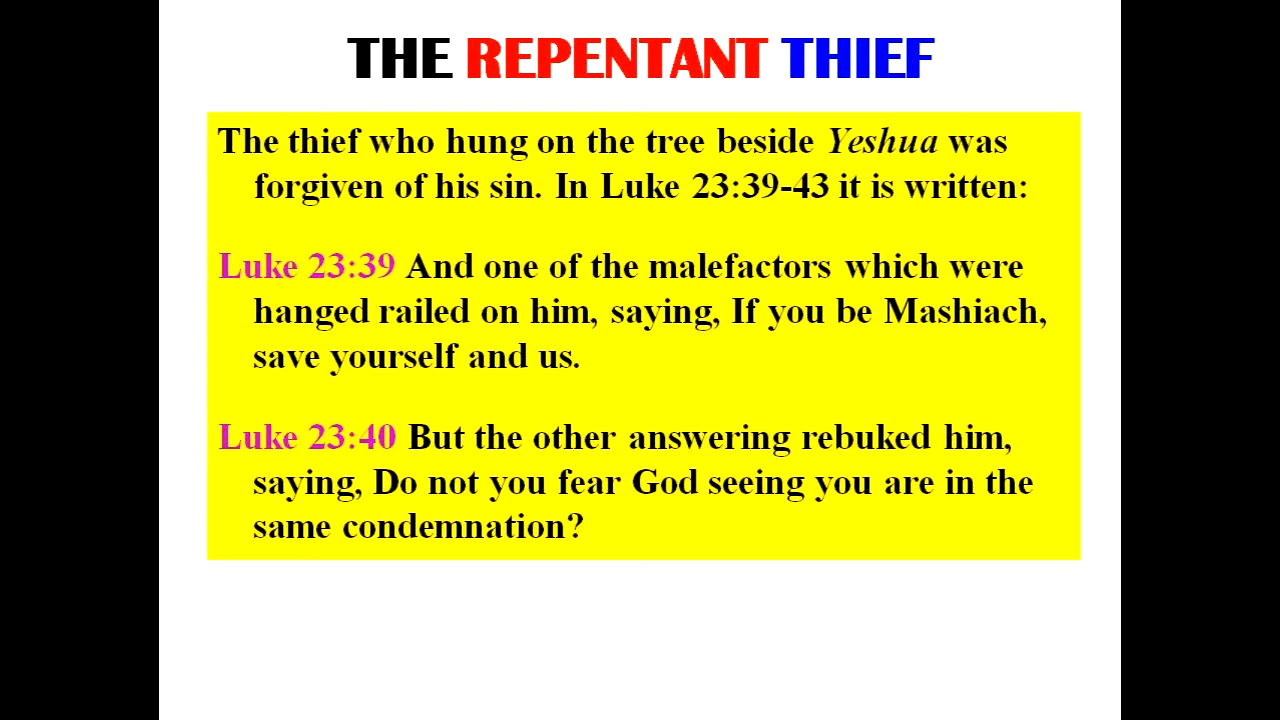 THE REPENTANT THIEF
The thief who hung on the tree beside Yeshua was
forgiven of his sin. In Luke 23:39-43 it is written:
Luke 23:39 And one of the malefactors which were
hanged railed on him, saying, If you be Mashiach,
save yourself and us.
Luke 23:40 But the other answering rebuked him,
saying, Do not you fear God seeing you are in the
same condemnation?